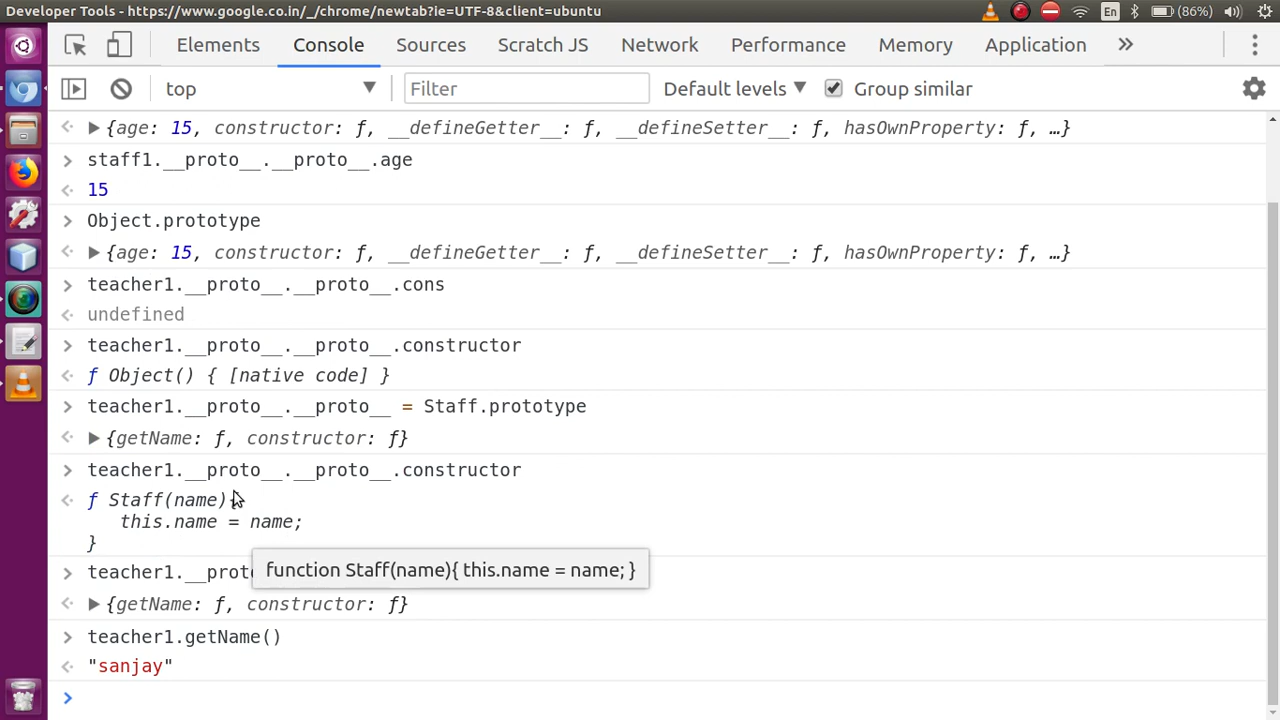 Developer Tools - https://www.google.co.in/_/chrome/newtab?ie=UTF-8&client=ubuntu
En (86%)
Elements Console Sources Scratch JS Network Performance Memory Application »
top Filter Default levels ▼ Group similar
{age: 15, constructor: ƒ, __defineGetter__: ƒ, __defineSetter__: ƒ, hasOwnProperty: ƒ, …}
staff1.__proto__.__proto__.age
15
Object.prototype
{age: 15, constructor: ƒ, __defineGetter__: ƒ, __defineSetter__: ƒ, hasOwnProperty: ƒ, …}
teacher1.__proto__.__proto__.cons
undefined
teacher1.__proto__.__proto__.constructor
ƒ Object() { [native code] }
teacher1.__proto__.__proto__ = Staff.prototype
{getName: ƒ, constructor: ƒ}
teacher1.__proto__.__proto__.constructor
ƒ Staff(name){
this.name = name;
}
function Staff(name){ this.name = name; }
teacher1.__proto
{getName: ƒ, constructor: ƒ}
teacher1.getName()
"sanjay"